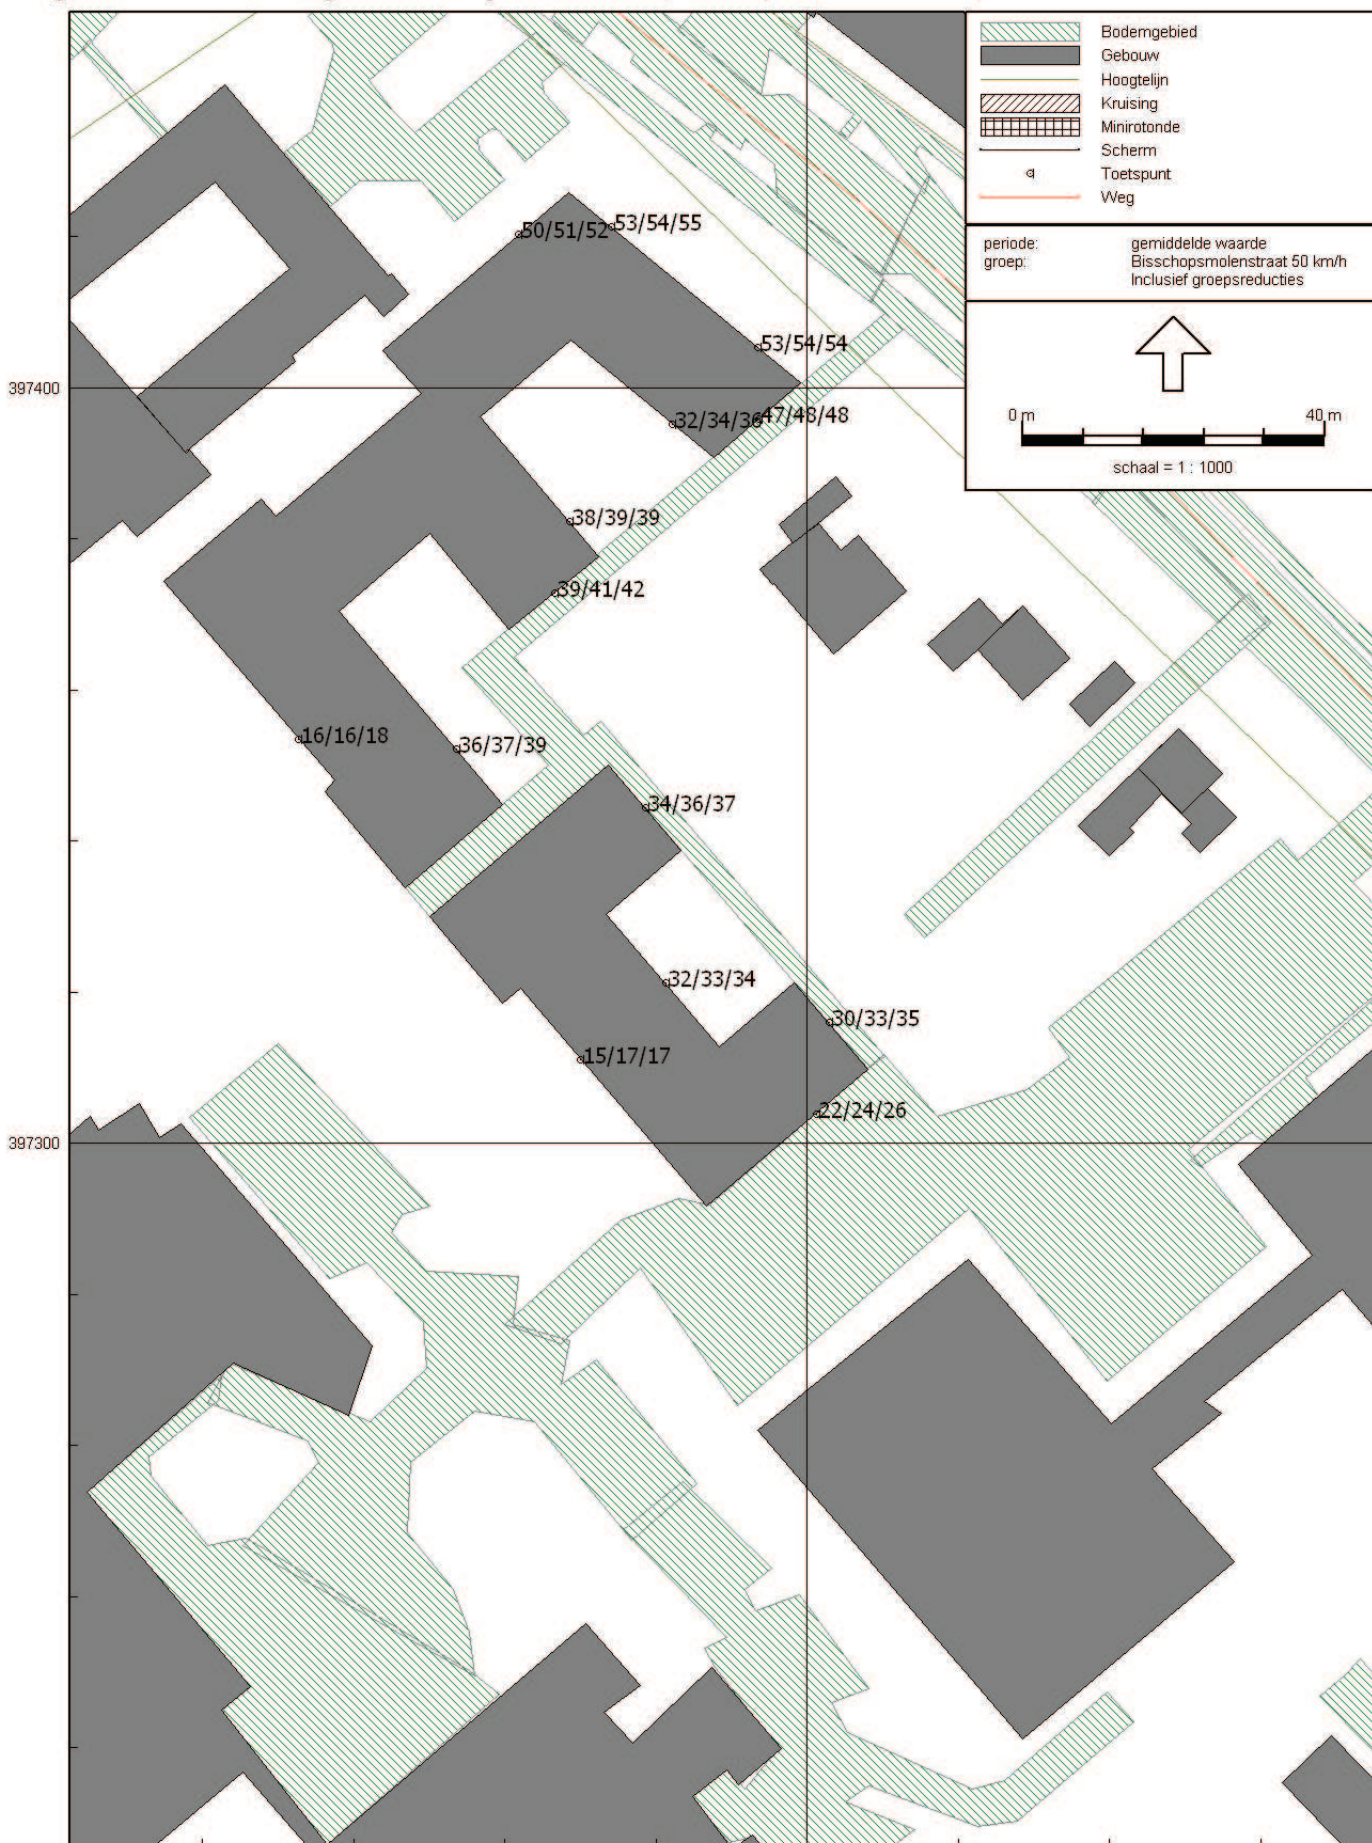 Bodemgebied
Gebouw
Hoogtelijn
Kruising
Minirotonde
Scherm
Toetspunt
Weg
periode: gemiddelde waarde
groep: Bisschopsmolenstraat 50 km/h
Inclusief groepsreducties
0 m 40 m
schaal = 1 : 1000
50/51/52
53/54/55
53/54/54
397400
32/34/36
47/48/48
38/39/39
39/41/42
16/16/18
36/37/39
34/36/37
32/33/34
30/33/35
15/17/17
22/24/26
397300